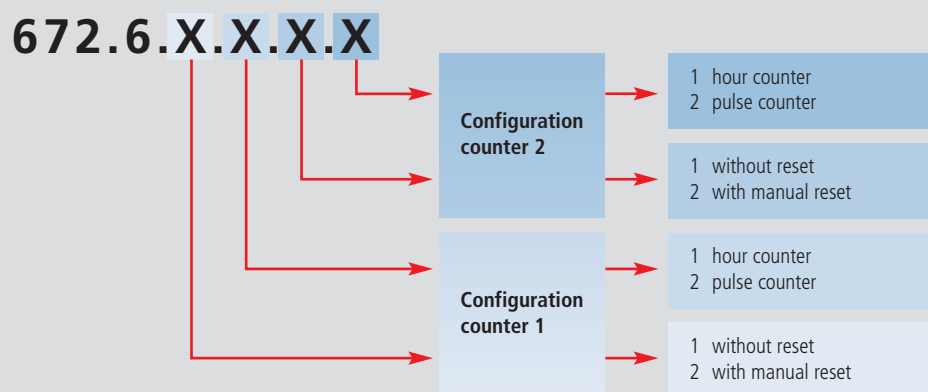 672.6.X.X.X.X
Configuration
counter 2
1 hour counter
2 pulse counter
1 without reset
2 with manual reset
Configuration
counter 1
1 hour counter
2 pulse counter
1 without reset
2 with manual reset